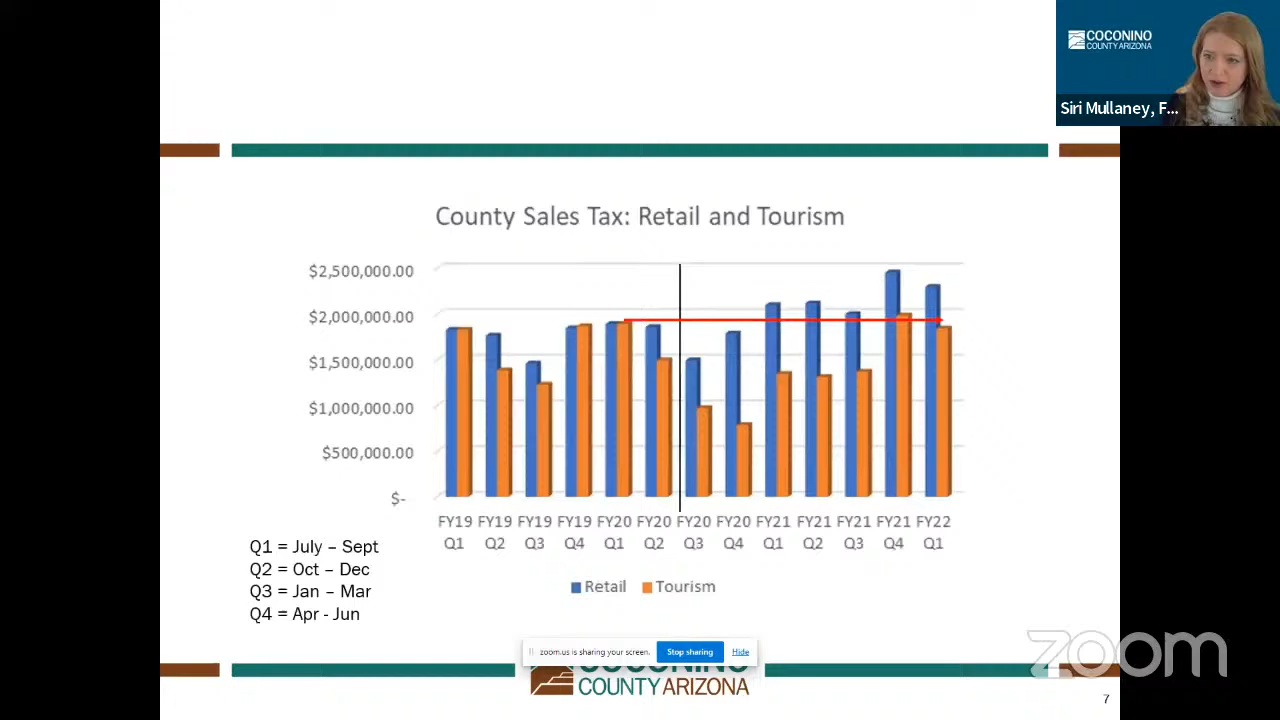 COCONINO
COUNTY ARIZONA
Siri Mullaney, F...
County Sales Tax: Retail and Tourism
$2,500,000.00
$2,000,000.00
$1,500,000.00
$1,000,000.00
$500,000.00
$-
FY19 FY19 FY19 FY19 FY20 FY20 FY20 FY20 FY21 FY21 FY21 FY21 FY22
Q1 Q2 Q3 Q4 Q1 Q2 Q3 Q4 Q1 Q2 Q3 Q4 Q1
Q1 = July – Sept
Q2 = Oct – Dec
Q3 = Jan – Mar
Q4 = Apr - Jun
Retail Tourism
zoom.us is sharing your screen. Stop sharing Hide
COCONINO
COUNTY ARIZONA
zoom
7